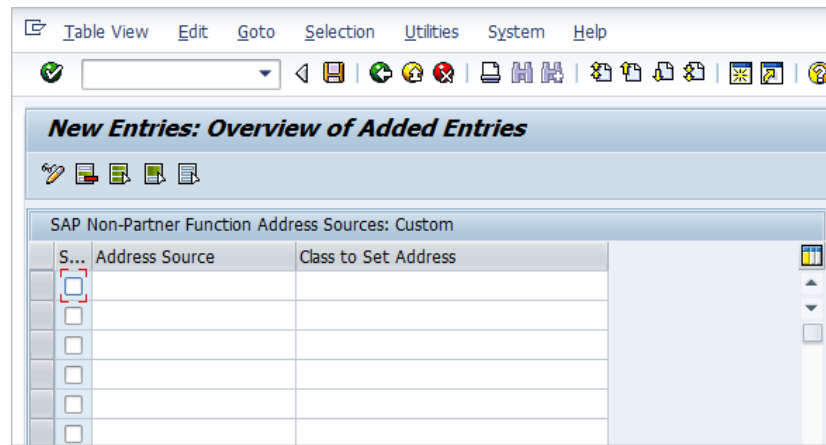 Table View Edit Goto Selection Utilities System Help
New Entries: Overview of Added Entries
SAP Non-Partner Function Address Sources: Custom
S... Address Source Class to Set Address